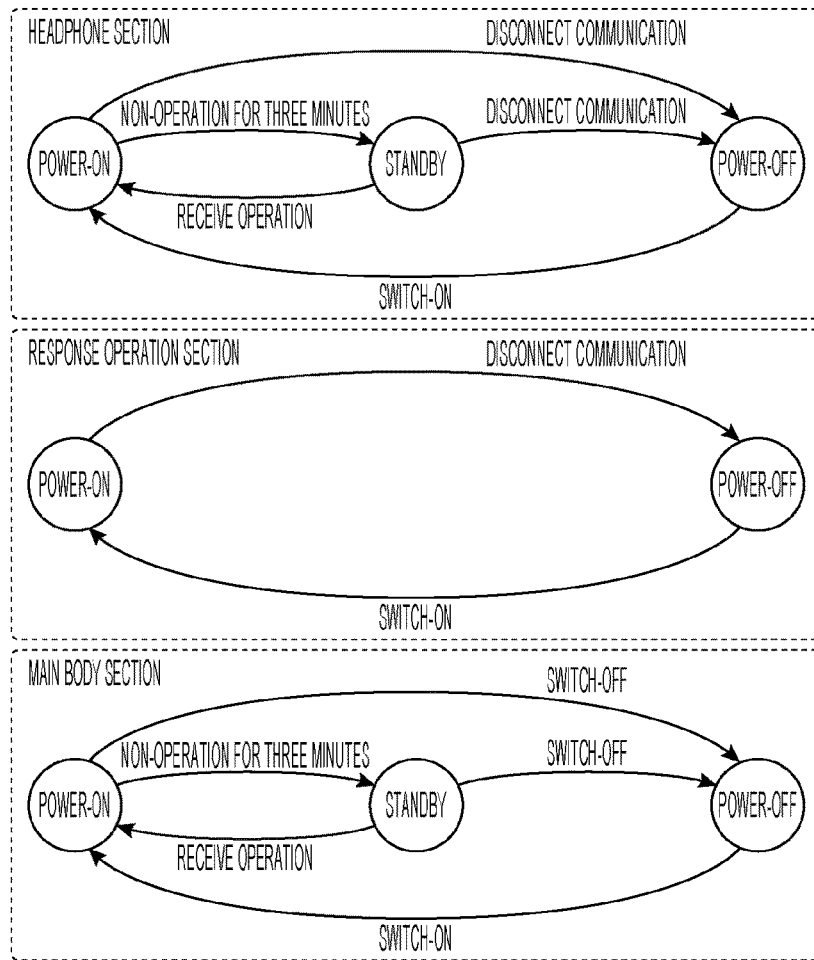 HEADPHONE SECTION
DISCONNECT COMMUNICATION
NON-OPERATION FOR THREE MINUTES
DISCONNECT COMMUNICATION
POWER-ON
STANDBY
POWER-OFF
RECEIVE OPERATION
SWITCH-ON
RESPONSE OPERATION SECTION
DISCONNECT COMMUNICATION
POWER-ON
POWER-OFF
SWITCH-ON
MAIN BODY SECTION
SWITCH-OFF
NON-OPERATION FOR THREE MINUTES
SWITCH-OFF
POWER-ON
STANDBY
POWER-OFF
RECEIVE OPERATION
SWITCH-ON